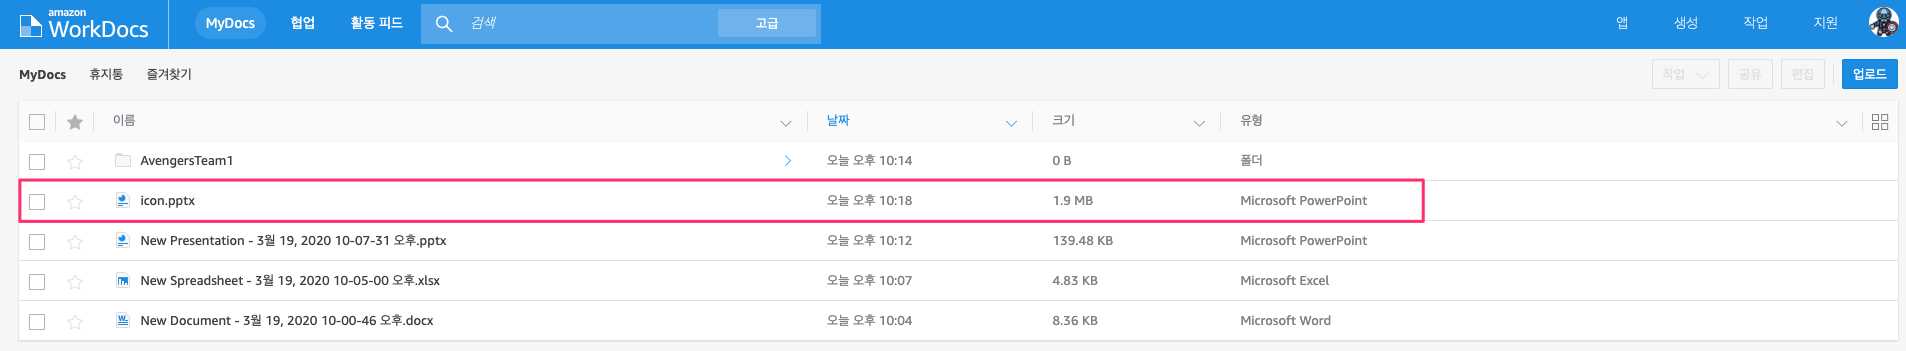 amazon
WorkDocs
MyDocs 협업 활동 피드 검색 고급 앱 생성 작업 지원
MyDocs 휴지통 즐겨찾기 작업 공유 편집 업로드
이름 날짜 크기 유형
AvengersTeam1 오늘 오후 10:14 0 B 폴더
icon.pptx 오늘 오후 10:18 1.9 MB Microsoft PowerPoint
New Presentation - 3월 19, 2020 10-07-31 오후.pptx 오늘 오후 10:12 139.48 KB Microsoft PowerPoint
New Spreadsheet - 3월 19, 2020 10-05-00 오후.xlsx 오늘 오후 10:07 4.83 KB Microsoft Excel
New Document - 3월 19, 2020 10-00-46 오후.docx 오늘 오후 10:04 8.36 KB Microsoft Word